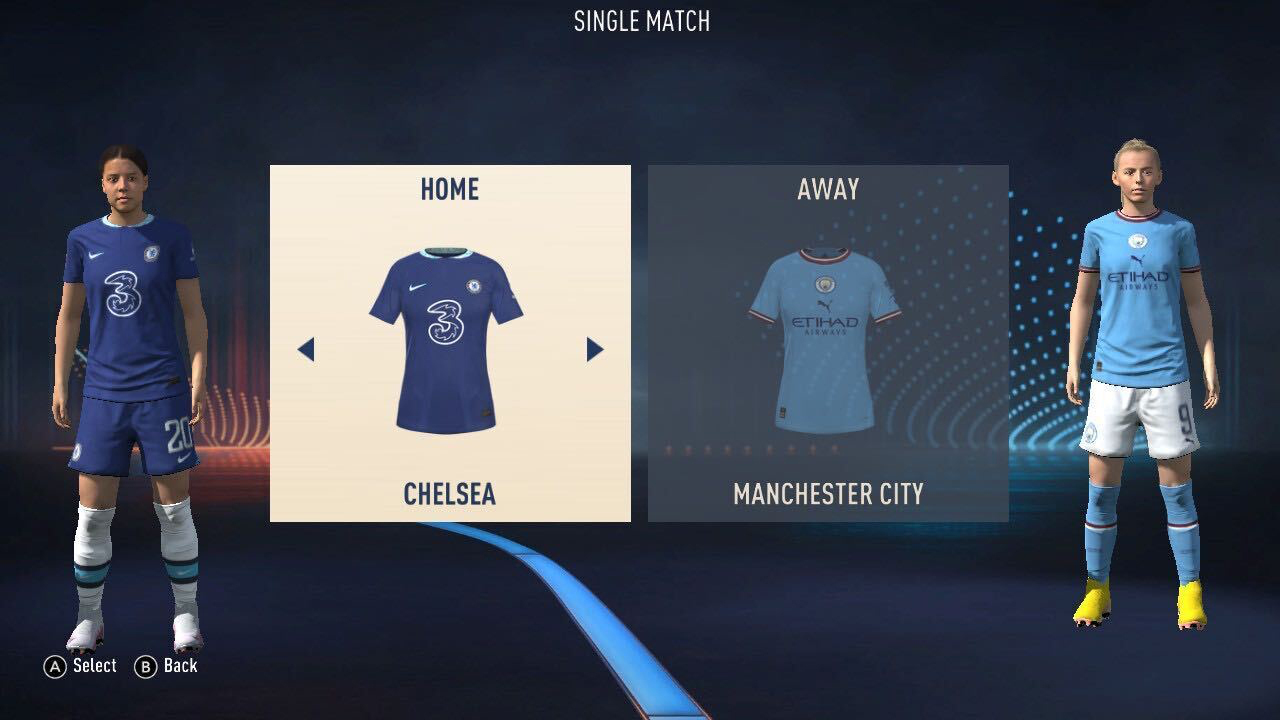 SINGLE MATCH
HOME
AWAY
3
ETIHAD
AIRWAYS
3
ETIHAD
AIRWAYS
20
9
CHELSEA
MANCHESTER CITY
A Select B Back